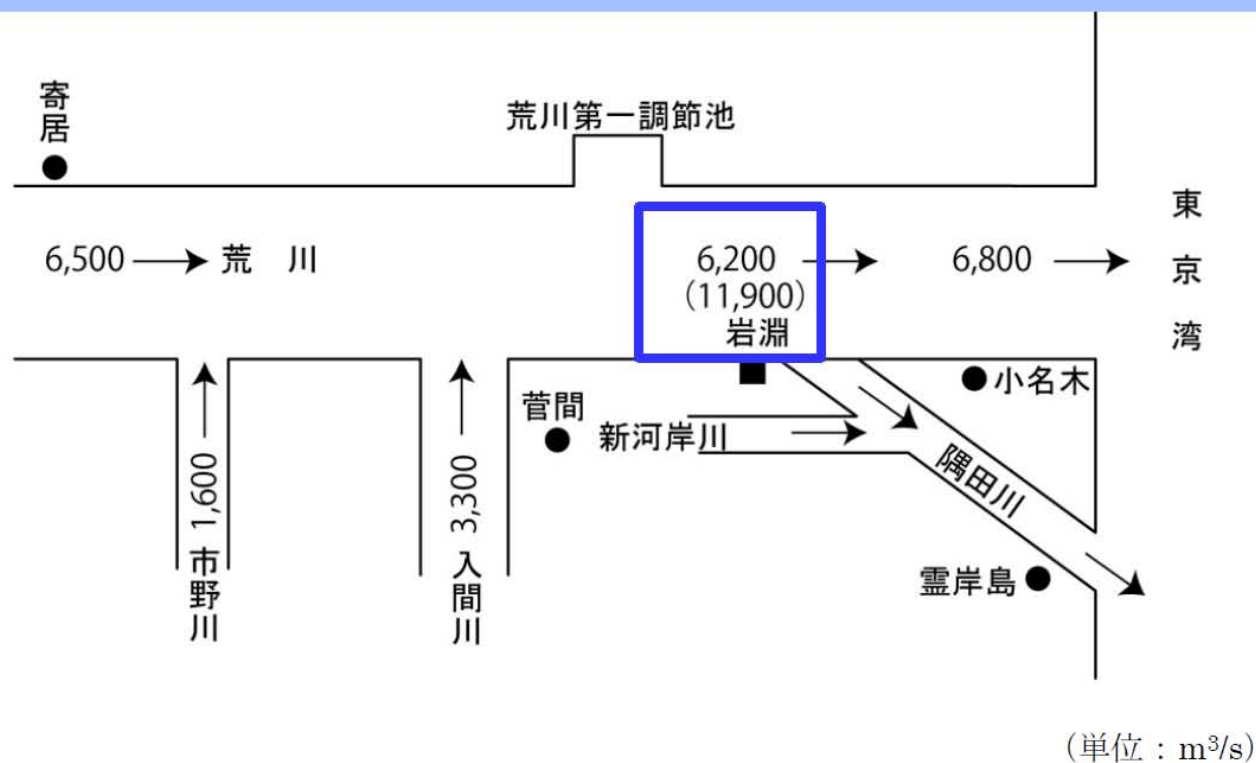 寄居
荒川第一調節池
東京湾
6,500
荒 川
6,200
(11,900)
岩淵
6,800
小名木
菅間
新河岸川
隅田川
霊岸島
1,600 市野川
3,300 入間川
(単位：m³/s)